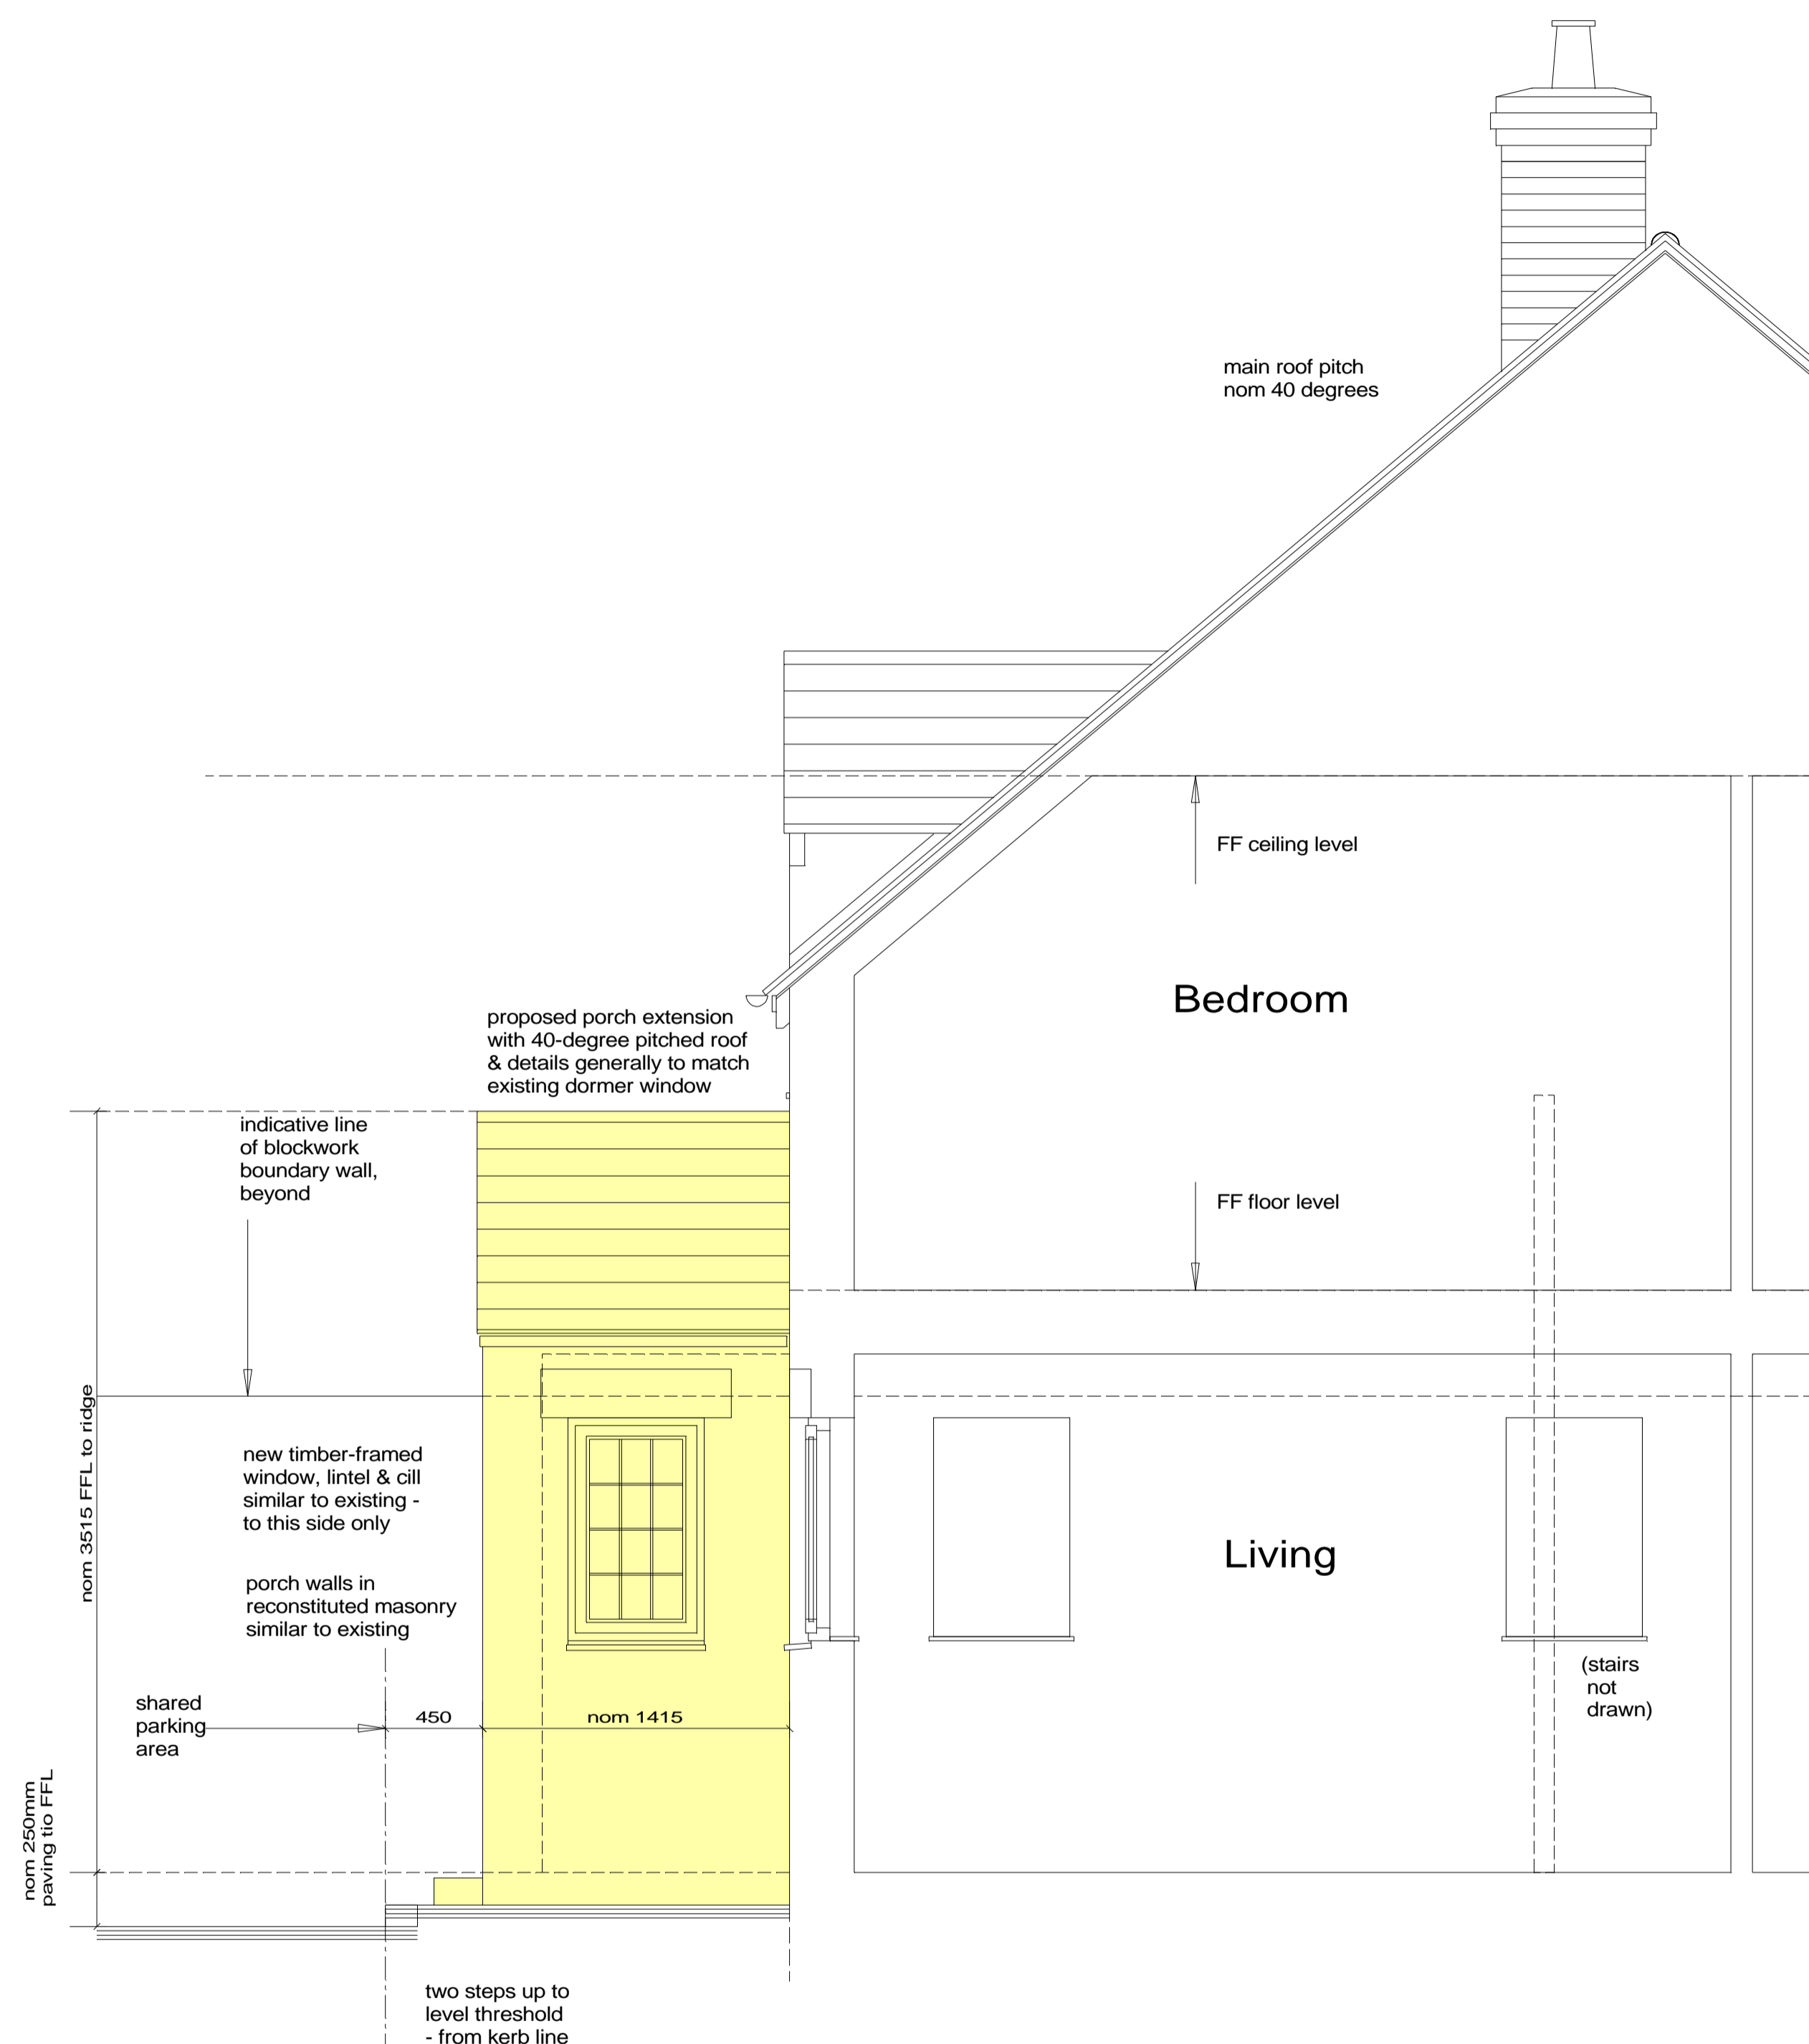 main roof pitch
nom 40 degrees
FF ceiling level
Bedroom
proposed porch extension
with 40-degree pitched roof
& details generally to match
existing dormer window
indicative line
of blockwork
boundary wall,
beyond
FF floor level
nom 3515 FFL to ridge
new timber-framed
window, lintel & cill
similar to existing -
to this side only
Living
porch walls in
reconstituted masonry
similar to existing
(stairs
not
drawn)
shared
parking
area
450
nom 1415
nom 250mm
paving tio FFL
two steps up to
level threshold
- from kerb line